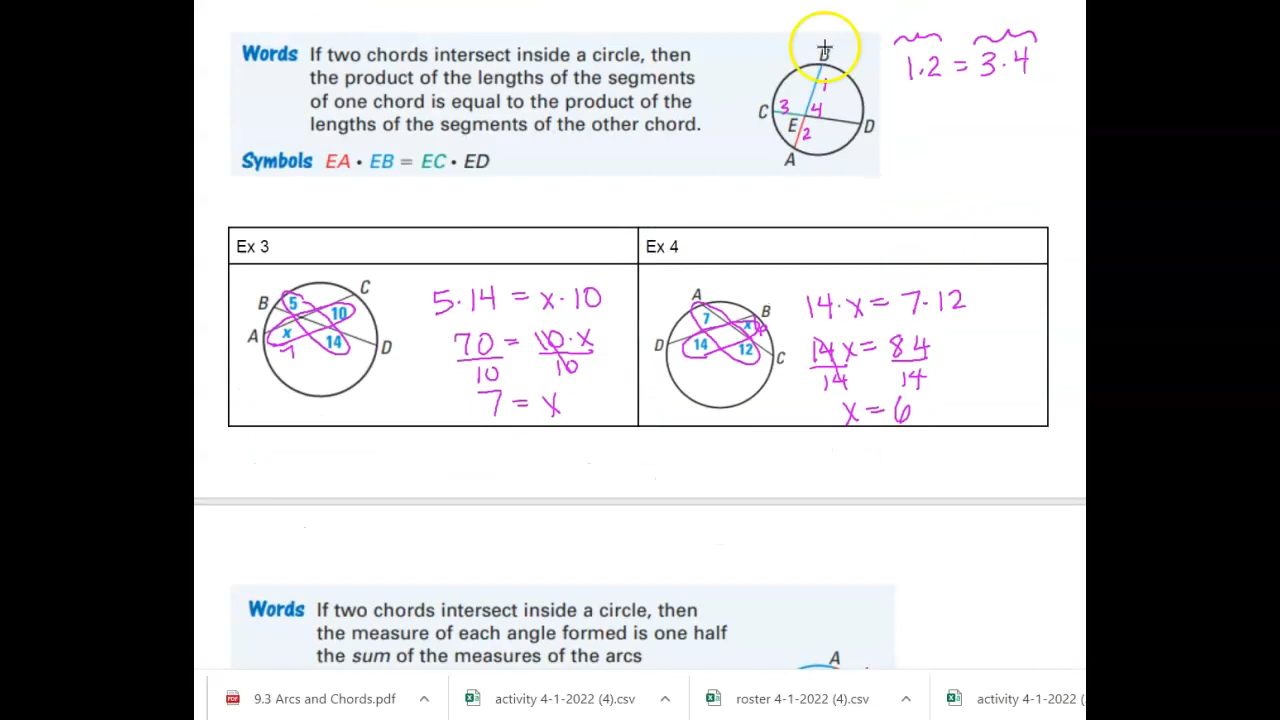 Words If two chords intersect inside a circle, then
the product of the lengths of the segments
of one chord is equal to the product of the
lengths of the segments of the other chord.
Symbols EA • EB = EC • ED
B
1
C 3 4
E D
2
A
1.2 = 3.4
Ex 3
B 5 C
10
A x
7 14 D
5.14 = x.10
70 = 10.x
10 10
7 = x
Ex 4
A
7 B
x
D 14 12 C
14.x = 7.12
14x = 84
14 14
x = 6
Words If two chords intersect inside a circle, then
the measure of each angle formed is one half
the sum of the measures of the arcs
A
9.3 Arcs and Chords.pdf
activity 4-1-2022 (4).csv
roster 4-1-2022 (4).csv
activity 4-1-2022 (4